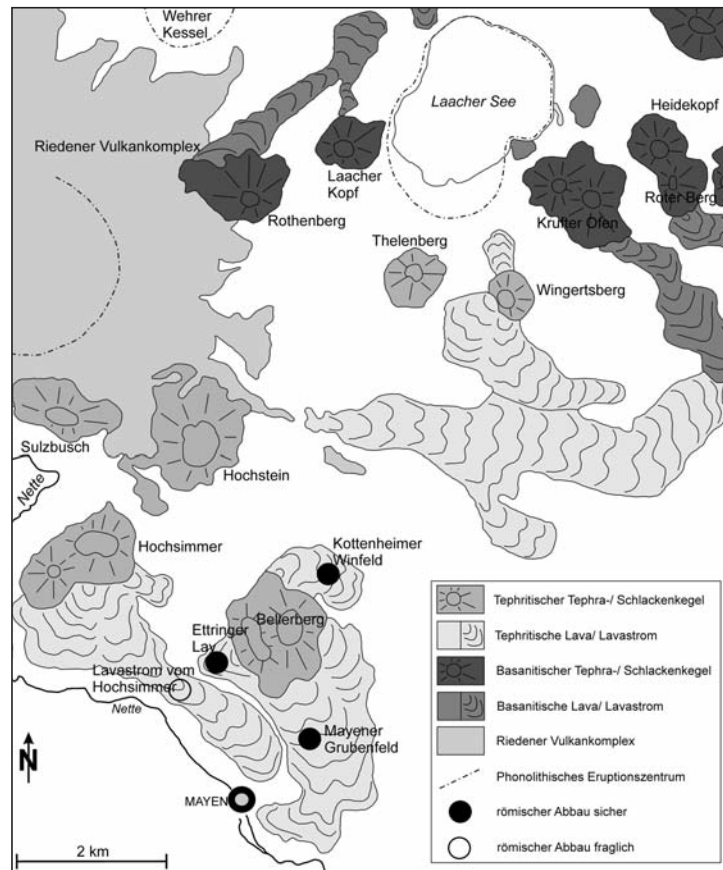 Wehrer
Kessel
Laacher See
Heidekopf
Riedener Vulkankomplex
Laacher
Kopf
Roter Berg
Rothenberg
Krufter Ofen
Thelenberg
Wingertsberg
Sulzbusch
Hochstein
Nette
Hochsimmer
Kottenheimer
Winfeld
Ettringer
Lay
Bellerberg
Lavastrom vom
Hochsimmer
Nette
Mayener
Grubenfeld
N
MAYEN
2 km
Tephritischer Tephra-/ Schlackenkegel
Tephritische Lava/ Lavastrom
Basanitischer Tephra-/ Schlackenkegel
Basanitische Lava/ Lavastrom
Riedener Vulkankomplex
Phonolithisches Eruptionszentrum
römischer Abbau sicher
römischer Abbau fraglich